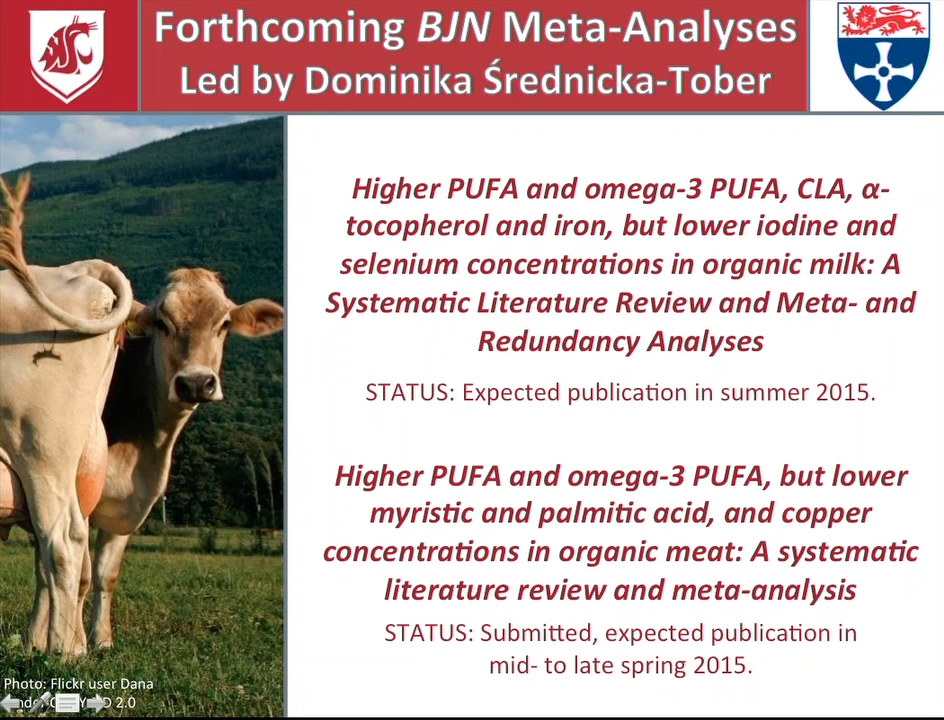 Forthcoming BJN Meta-Analyses
Led by Dominika Średnicka-Tober
Higher PUFA and omega-3 PUFA, CLA, α-
tocopherol and iron, but lower iodine and
selenium concentrations in organic milk: A
Systematic Literature Review and Meta- and
Redundancy Analyses
STATUS: Expected publication in summer 2015.
Higher PUFA and omega-3 PUFA, but lower
myristic and palmitic acid, and copper
concentrations in organic meat: A systematic
literature review and meta-analysis
STATUS: Submitted, expected publication in
mid- to late spring 2015.
Photo: Flickr user Dana
2.0